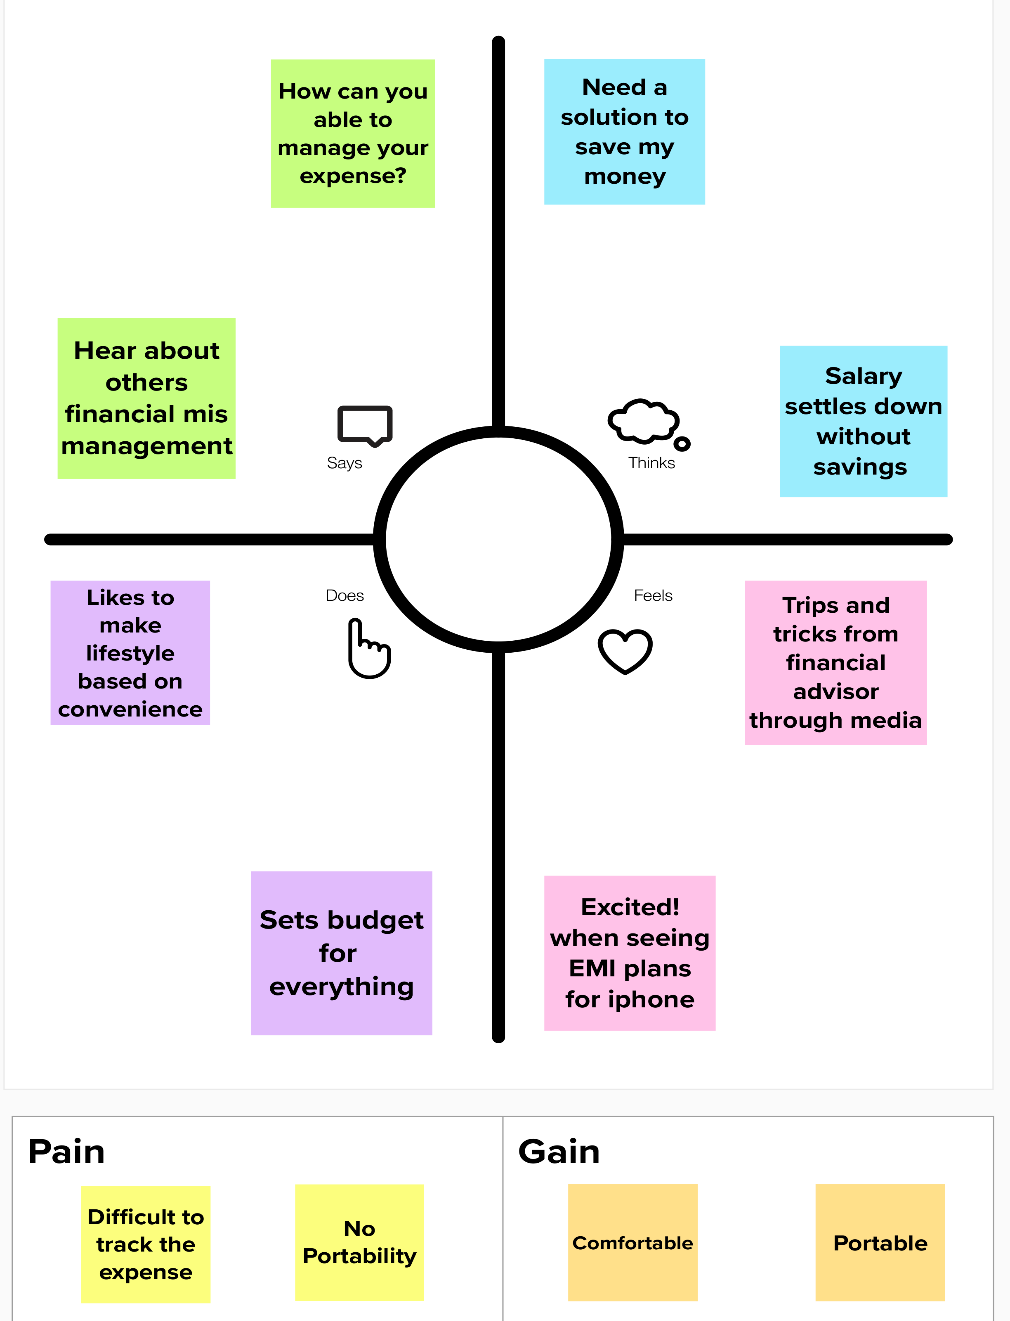 How can you
able to
manage your
expense?
Need a
solution to
save my
money
Hear about
others
financial mis
management
Says
Thinks
Salary
settles down
without
savings
Likes to
make
lifestyle
based on
convenience
Does
Feels
Trips and
tricks from
financial
advisor
through media
Sets budget
for
everything
Excited!
when seeing
EMI plans
for iphone
Pain
Difficult to
track the
expense
No
Portability
Gain
Comfortable
Portable